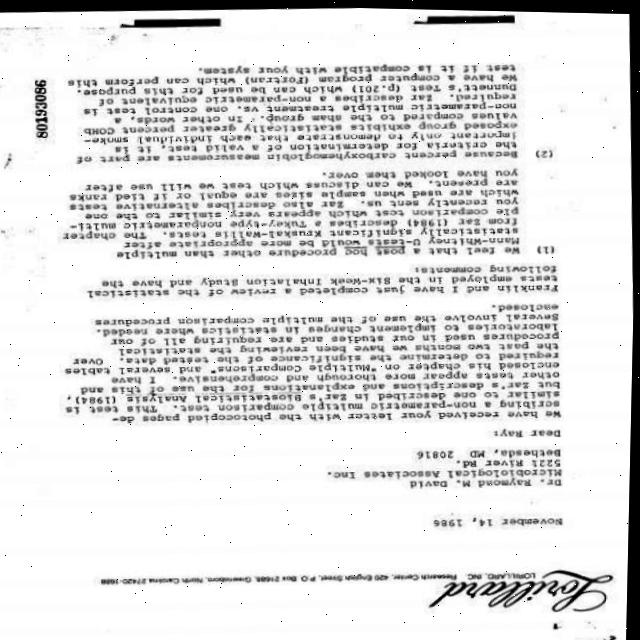 Lorillard
LORILLARD, INC. Research Center, 420 English Street, P.O. Box 21688, Greensboro, North Carolina 27420-1688
November 14, 1986
Dr. Raymond M. David
Microbiological Associates Inc.
5221 River Rd.
Bethesda, MD 20816
Dear Ray:
We have received your letter with the photocopied pages de-
scribing a non-parametric multiple comparison test. This test is
similar to one described in Zar's Biostatistical Analysis (1984),
but Zar's descriptions and explanations for the use of this and
other tests appear more thorough and comprehensive. I have
enclosed his chapter on "Multiple Comparisons" and several tables
required to determine the significance of the tested data. Over
the past two months we have been reviewing the statistical
procedures used in our studies and are requiring all of our
laboratories to implement changes in statistics where needed.
Several involve the use of the multiple comparison procedures
enclosed.
Franklin and I have just completed a review of the statistical
tests employed in the Six-Week Inhalation Study and have the
following comments:
(1) We feel that a post hoc procedure other than multiple
Mann-Whitney U-tests would be more appropriate after
statistically significant Kruskal-Wallis tests. The chapter
from Zar (1984) describes a Tukey-type nonparametric multi-
ple comparison test which appears very similar to the one
you recently sent us. Zar also describes alternative tests
which are used when sample sizes are equal or if tied ranks
are present. We can discuss which test we will use after
you have looked them over.
(2) Because percent carboxyhemoglobin measurements are part of
the criteria for determination of a valid test, it is
important only to demonstrate that each individual smoke-
exposed group exhibits statistically greater percent COHb
values compared to the sham group. In other words, a
non-parametric multiple treatment vs. one control test is
required. Zar describes a non-parametric equivalent of
Dunnett's Test (p.201) which can be used for this purpose.
We have a computer program (Fortran) which can perform this
test if it is compatible with your system.
80193086